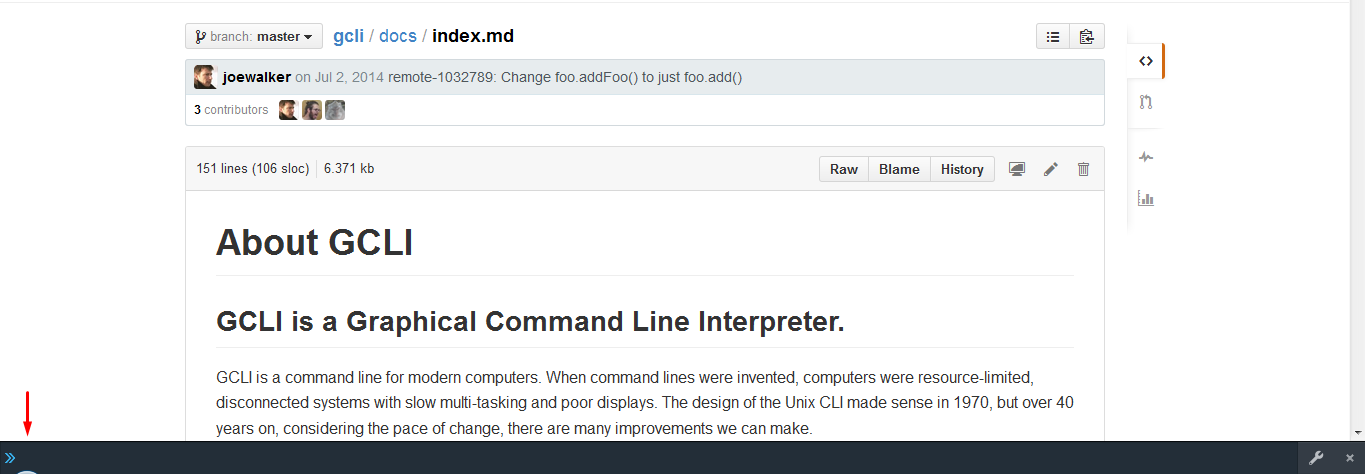 branch: master gcli / docs / index.md
joewalker on Jul 2, 2014 remote-1032789: Change foo.addFoo() to just foo.add()
3 contributors
151 lines (106 sloc) 6.371 kb Raw Blame History
About GCLI
GCLI is a Graphical Command Line Interpreter.
GCLI is a command line for modern computers. When command lines were invented, computers were resource-limited,
disconnected systems with slow multi-tasking and poor displays. The design of the Unix CLI made sense in 1970, but over 40
years on, considering the pace of change, there are many improvements we can make.